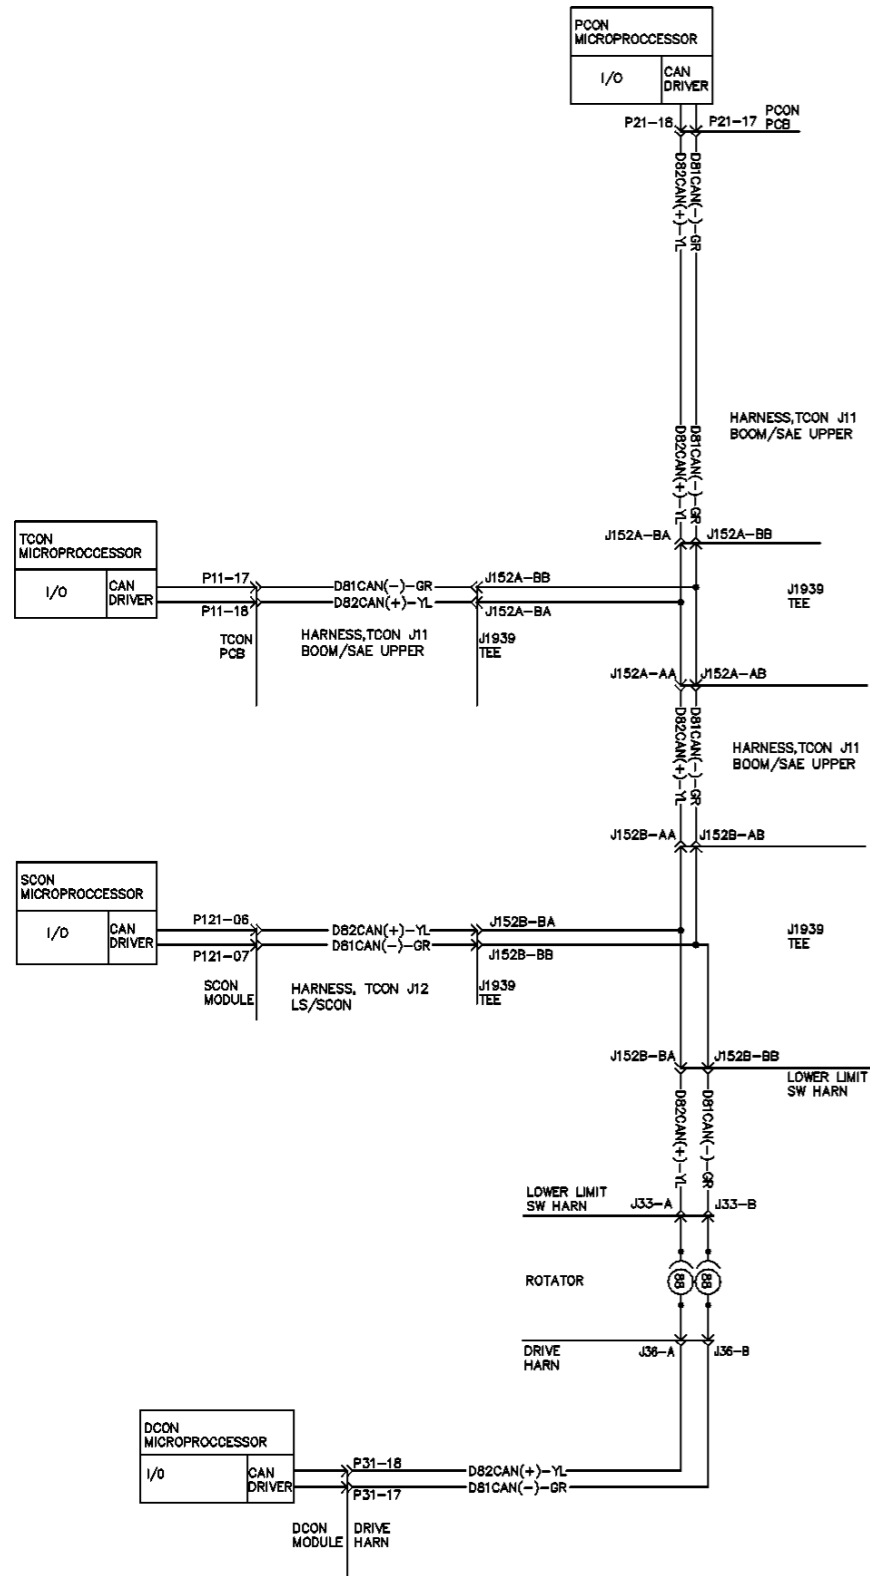 PCON
MICROPROCCESSOR
I/O
CAN
DRIVER
P21-18
P21-17
PCON
PCB
D82CAN(+)-YL
D81CAN(-)-GR
HARNESS,TCON J11
BOOM/SAE UPPER
D82CAN(+)-YL
D81CAN(-)-GR
J152A-BA
J152A-BB
TCON
MICROPROCCESSOR
I/O
CAN
DRIVER
P11-17
P11-18
D81CAN(-)-GR
D82CAN(+)-YL
J152A-BB
J152A-BA
J1939
TEE
TCON
PCB
HARNESS,TCON J11
BOOM/SAE UPPER
J1939
TEE
J152A-AA
J152A-AB
D82CAN(+)-YL
D81CAN(-)-GR
HARNESS,TCON J11
BOOM/SAE UPPER
J152B-AA
J152B-AB
SCON
MICROPROCCESSOR
I/O
CAN
DRIVER
P121-06
P121-07
D82CAN(+)-YL
D81CAN(-)-GR
J152B-BA
J152B-BB
J1939
TEE
SCON
MODULE
HARNESS, TCON J12
LS/SCON
J1939
TEE
J152B-BA
J152B-BB
LOWER LIMIT
SW HARN
D82CAN(+)-YL
D81CAN(-)-GR
LOWER LIMIT
SW HARN
J33-A
J33-B
ROTATOR
88
88
DRIVE
HARN
J36-A
J36-B
DCON
MICROPROCCESSOR
I/O
CAN
DRIVER
P31-18
P31-17
D82CAN(+)-YL
D81CAN(-)-GR
DCON
MODULE
DRIVE
HARN